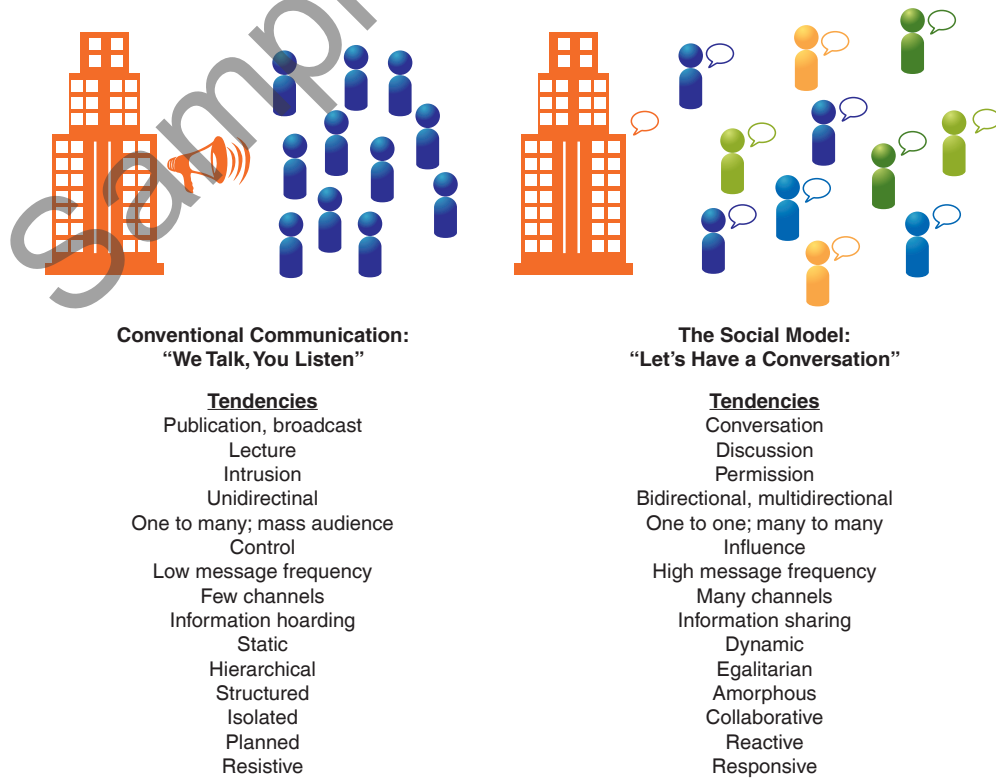 Sampl
Conventional Communication:
“We Talk, You Listen”
Tendencies
Publication, broadcast
Lecture
Intrusion
Unidirectinal
One to many; mass audience
Control
Low message frequency
Few channels
Information hoarding
Static
Hierarchical
Structured
Isolated
Planned
Resistive
The Social Model:
“Let’s Have a Conversation”
Tendencies
Conversation
Discussion
Permission
Bidirectional, multidirectional
One to one; many to many
Influence
High message frequency
Many channels
Information sharing
Dynamic
Egalitarian
Amorphous
Collaborative
Reactive
Responsive